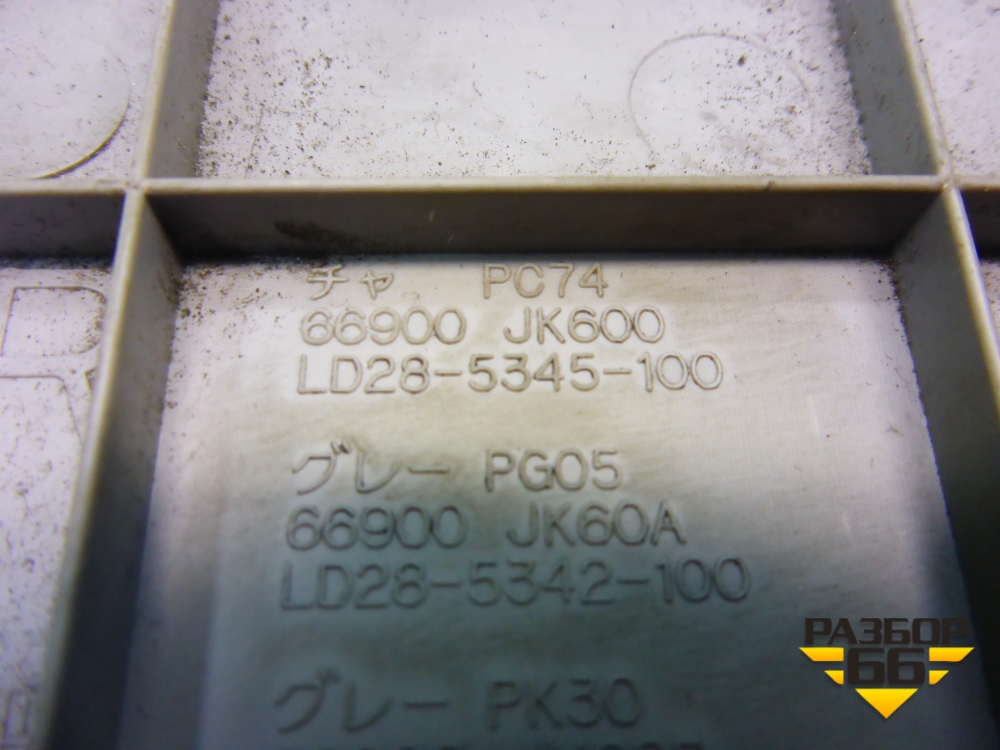 R
チャ PC74
66900 JK600
LD28-5345-100
グレー PG05
66900 JK60A
LD28-5342-100
グレー PK30
РАЗБОР
66